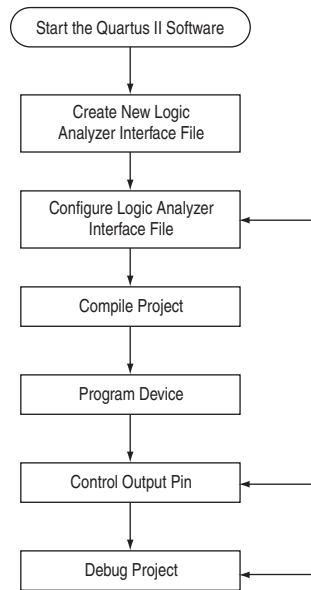 Start the Quartus II Software
Create New Logic
Analyzer Interface File
Configure Logic Analyzer
Interface File
Compile Project
Program Device
Control Output Pin
Debug Project